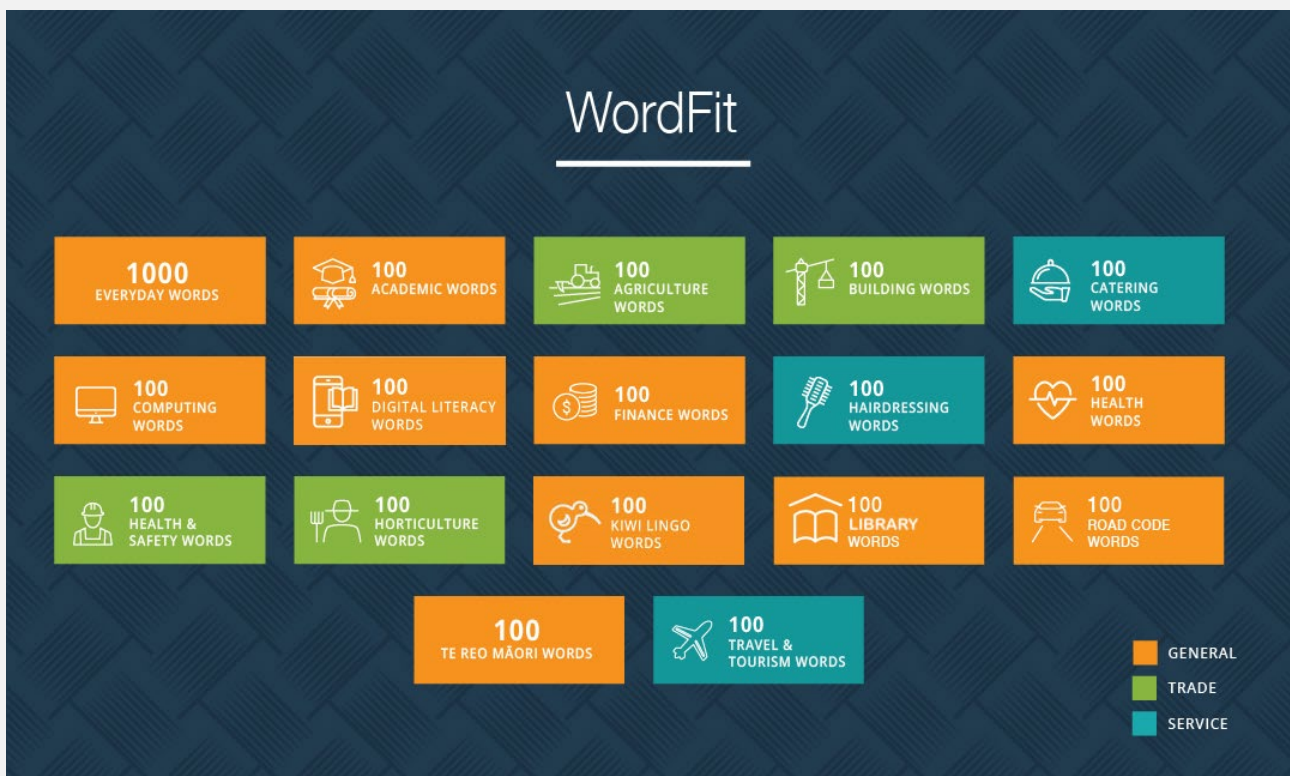 WordFit
1000
EVERYDAY WORDS
100
ACADEMIC WORDS
100
AGRICULTURE
WORDS
100
BUILDING WORDS
100
CATERING
WORDS
100
COMPUTING
WORDS
100
DIGITAL LITERACY
WORDS
100
FINANCE WORDS
100
HAIRDRESSING
WORDS
100
HEALTH
WORDS
100
HEALTH &
SAFETY WORDS
100
HORTICULTURE
WORDS
100
KIWI LINGO
WORDS
100
LIBRARY
WORDS
100
ROAD CODE
WORDS
100
TE REO MĀORI WORDS
100
TRAVEL &
TOURISM WORDS
GENERAL
TRADE
SERVICE